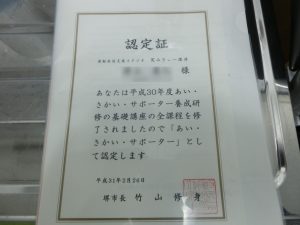 認定証
様
あなたは平成30年度あい・
さかい・サポーター養成研
修の基礎講座の全課程を修
了されましたので「あい・
さかい・サポーター」とし
て認定します
平成31年2月26日
堺市長 竹山修身